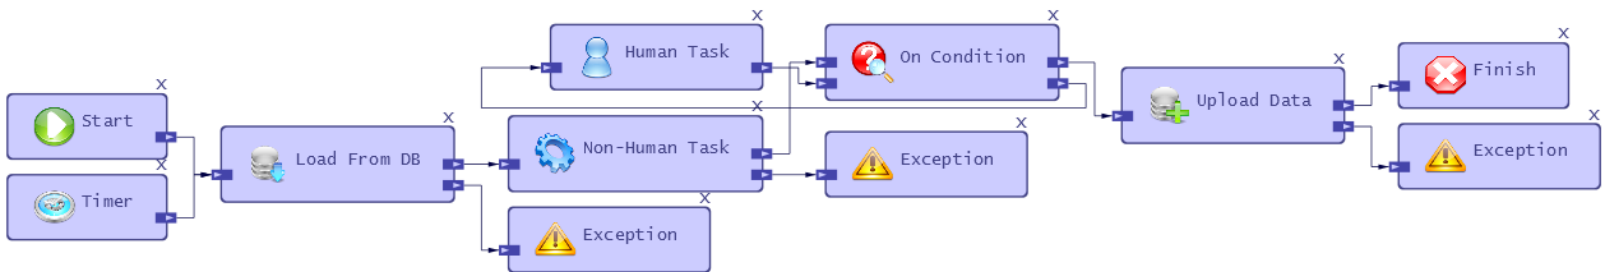 X
Start
X
Timer
X
Load From DB
X
Human Task
X
Non-Human Task
X
Exception
X
On Condition
X
Exception
X
Upload Data
X
Finish
X
Exception